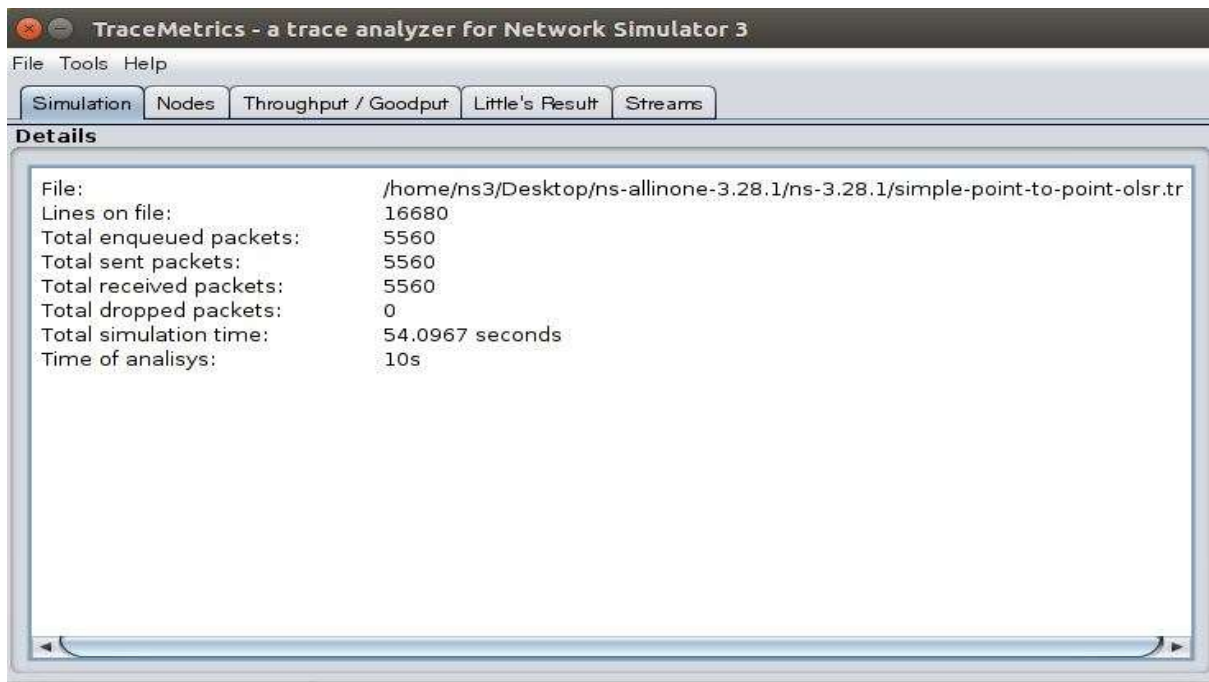 TraceMetrics - a trace analyzer for Network Simulator 3
File Tools Help
Simulation Nodes Throughput / Goodput Little's Result Streams
Details
File: /home/ns3/Desktop/ns-allinone-3.28.1/ns-3.28.1/simple-point-to-point-olsr.tr
Lines on file: 16680
Total enqueued packets: 5560
Total sent packets: 5560
Total received packets: 5560
Total dropped packets: 0
Total simulation time: 54.0967 seconds
Time of analisys: 10s